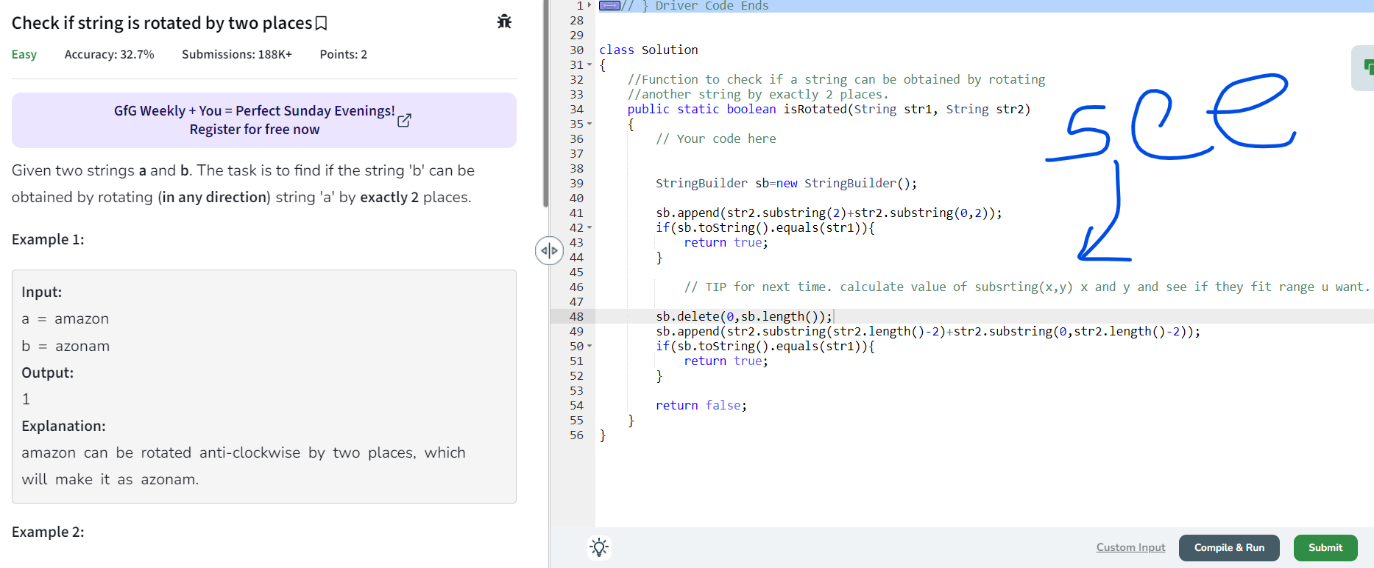 Check if string is rotated by two places
Easy Accuracy: 32.7% Submissions: 188K+ Points: 2
GfG Weekly + You = Perfect Sunday Evenings!
Register for free now
Given two strings a and b. The task is to find if the string 'b' can be
obtained by rotating (in any direction) string 'a' by exactly 2 places.
Example 1:
Input:
a = amazon
b = azonam
Output:
1
Explanation:
amazon can be rotated anti-clockwise by two places, which
will make it as azonam.
Example 2:
1 // } Driver Code Ends
28
29
30 class Solution
31 {
32 //Function to check if a string can be obtained by rotating
33 //another string by exactly 2 places.
34 public static boolean isRotated(String str1, String str2)
35 {
36 // Your code here
37
38
39 StringBuilder sb=new StringBuilder();
40
41 sb.append(str2.substring(2)+str2.substring(0,2));
42 if(sb.toString().equals(str1)){
43 return true;
44 }
45
46 // TIP for next time. calculate value of subsrting(x,y) x and y and see if they fit range u want.
47
48 sb.delete(0,sb.length());
49 sb.append(str2.substring(str2.length()-2)+str2.substring(0,str2.length()-2));
50 if(sb.toString().equals(str1)){
51 return true;
52 }
53
54 return false;
55 }
56 }
see
Custom Input Compile & Run Submit